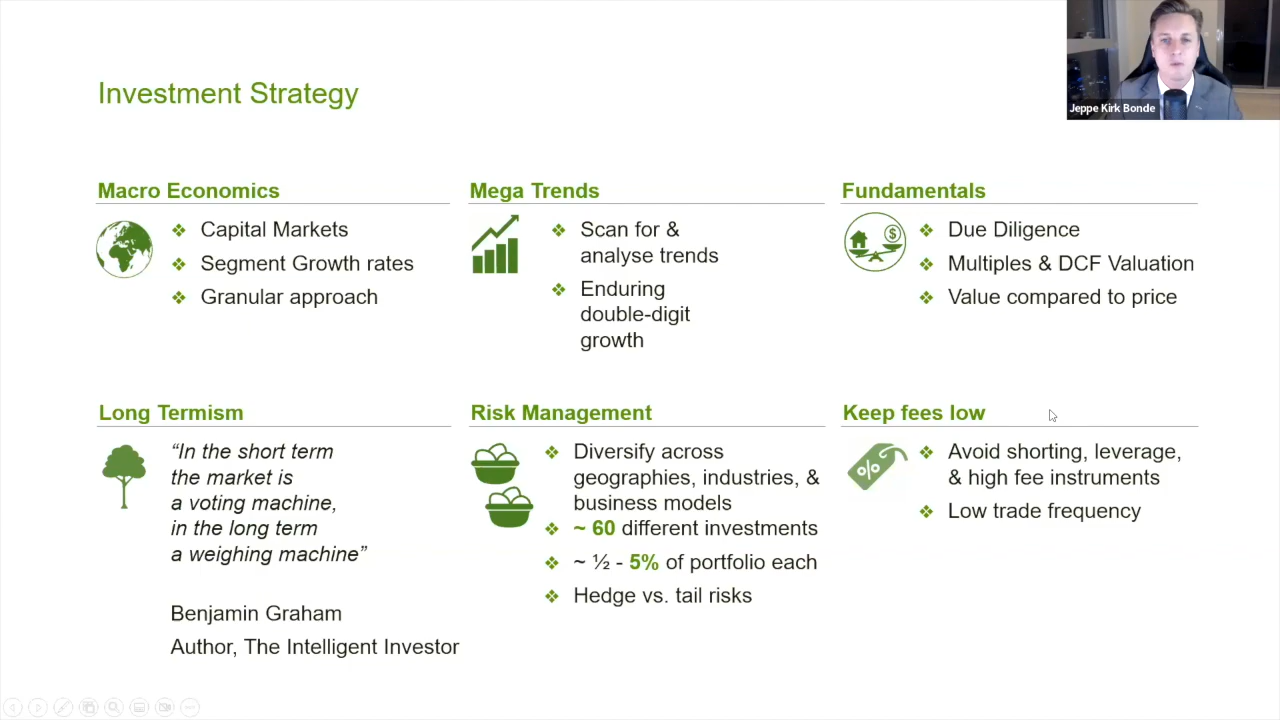 Jeppe Kirk Bonde
Investment Strategy
Macro Economics
Capital Markets
Segment Growth rates
Granular approach
Mega Trends
Scan for &
analyse trends
Enduring
double-digit
growth
Fundamentals
$
Due Diligence
Multiples & DCF Valuation
Value compared to price
Long Termism
“In the short term
the market is
a voting machine,
in the long term
a weighing machine”
Benjamin Graham
Author, The Intelligent Investor
Risk Management
Diversify across
geographies, industries, &
business models
~ 60 different investments
~ ½ - 5% of portfolio each
Hedge vs. tail risks
Keep fees low
%
Avoid shorting, leverage,
& high fee instruments
Low trade frequency